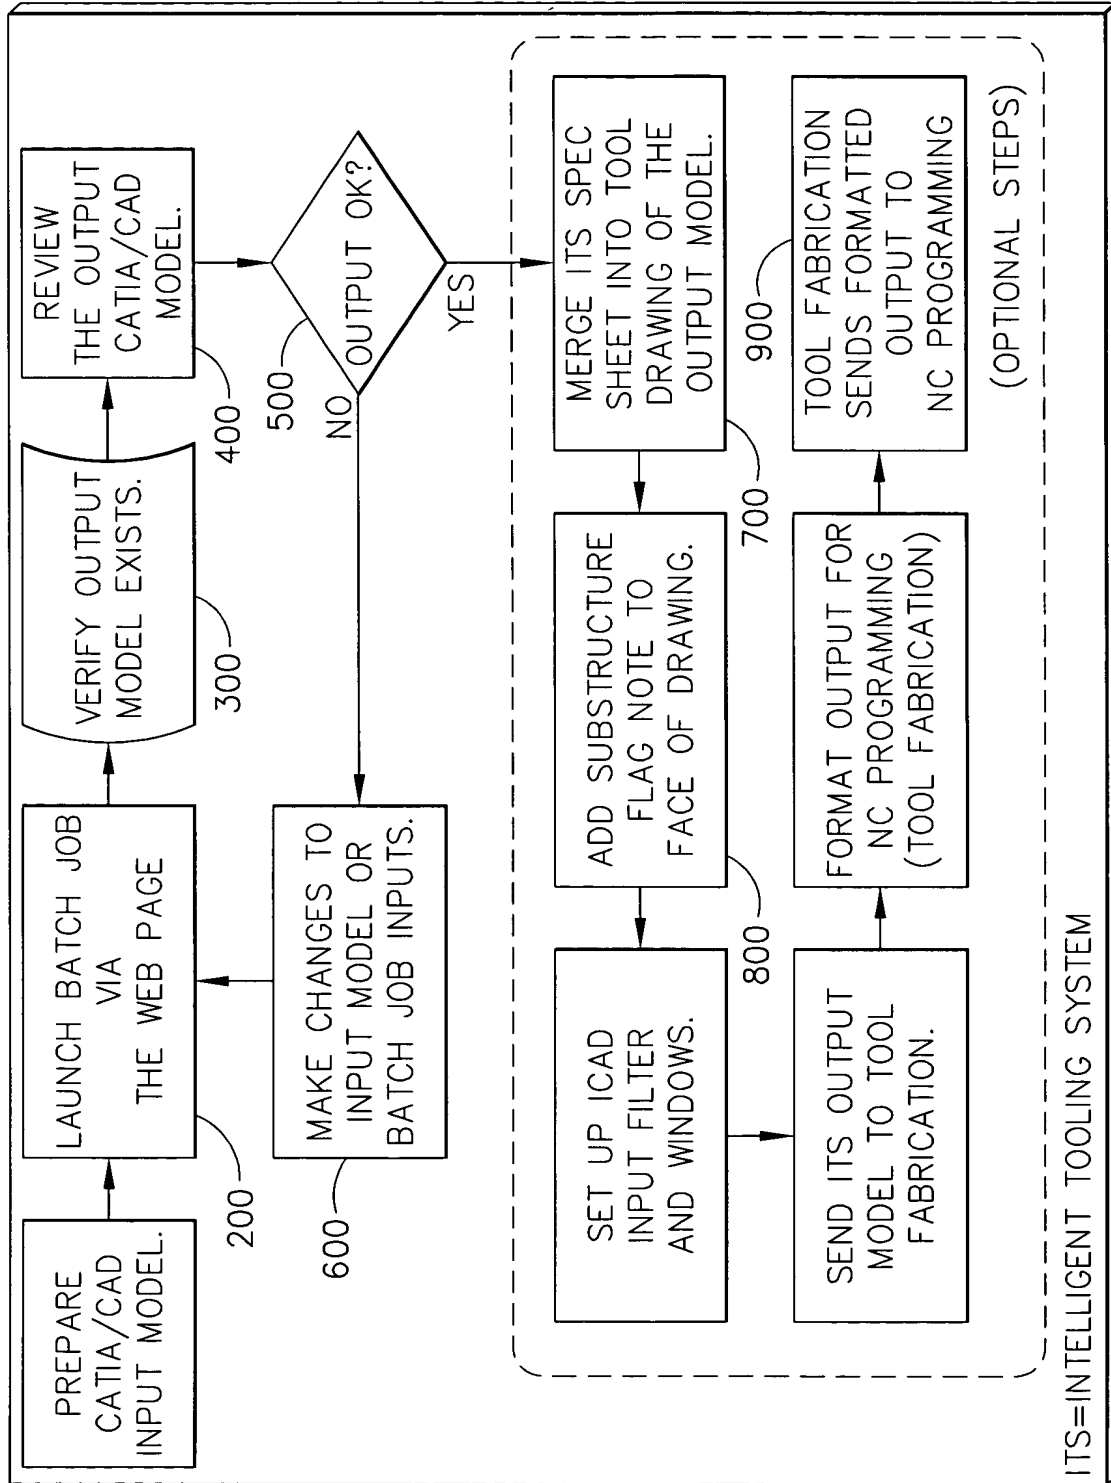 PREPARE
CATIA/CAD
INPUT MODEL.
LAUNCH BATCH JOB
VIA
THE WEB PAGE
200
VERIFY OUTPUT
MODEL EXISTS.
300
REVIEW
THE OUTPUT
CATIA/CAD
MODEL.
400
OUTPUT OK?
500
NO
YES
MAKE CHANGES TO
INPUT MODEL OR
BATCH JOB INPUTS.
600
MERGE ITS SPEC
SHEET INTO TOOL
DRAWING OF THE
OUTPUT MODEL.
700
ADD SUBSTRUCTURE
FLAG NOTE TO
FACE OF DRAWING.
800
SET UP ICAD
INPUT FILTER
AND WINDOWS.
SEND ITS OUTPUT
MODEL TO TOOL
FABRICATION.
FORMAT OUTPUT FOR
NC PROGRAMMING
(TOOL FABRICATION)
900
TOOL FABRICATION
SENDS FORMATTED
OUTPUT TO
NC PROGRAMMING
(OPTIONAL STEPS)
ITS=INTELLIGENT TOOLING SYSTEM